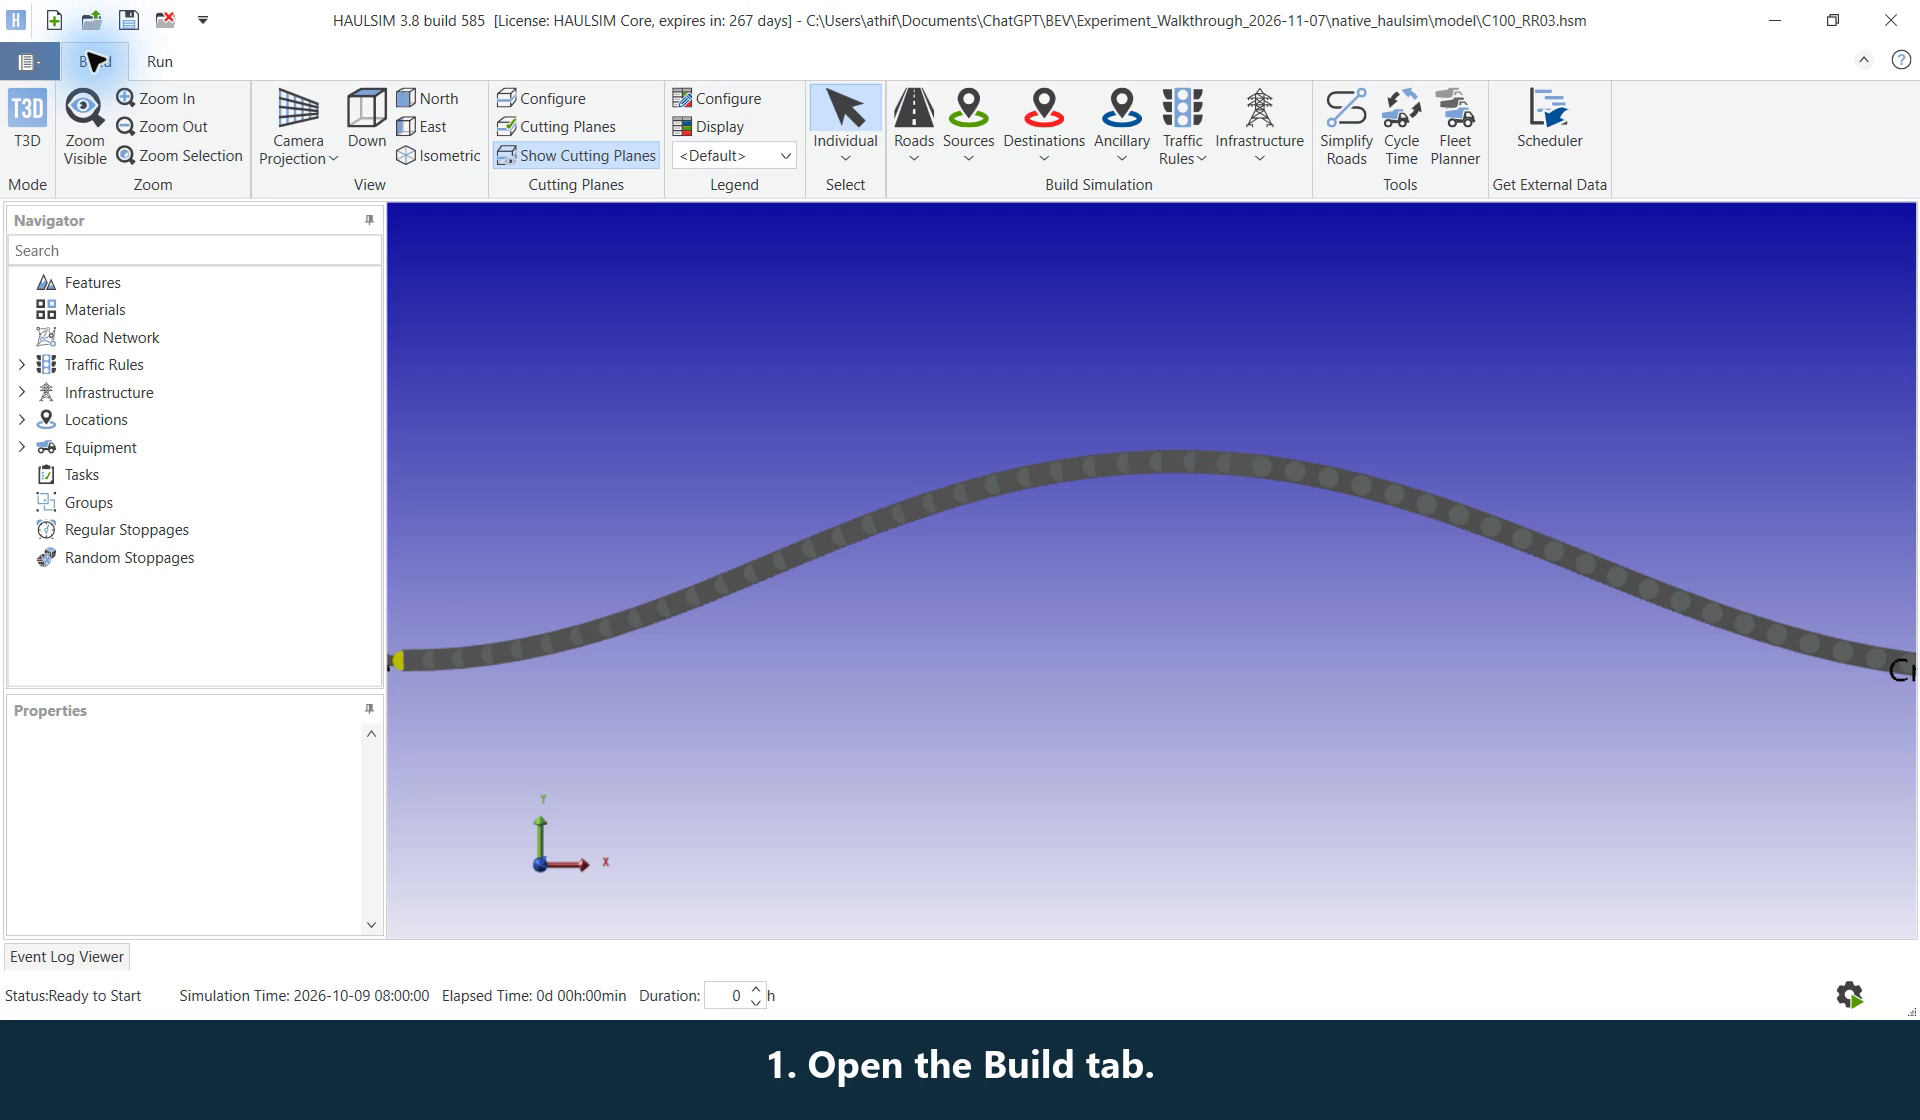 HAULSIM 3.8 build 585 [License: HAULSIM Core, expires in: 267 days] - C:\Users\athif\Documents\ChatGPT\BEV\Experiment_Walkthrough_2026-11-07\native_haulsim\model\C100_RR03.hsm
Run
T3D
T3D
Mode
Zoom Visible
Zoom In
Zoom Out
Zoom Selection
Zoom
Camera Projection
Down
North
East
Isometric
View
Configure
Cutting Planes
Show Cutting Planes
Cutting Planes
Configure
Display
<Default>
Legend
Individual
Select
Roads
Sources
Destinations
Ancillary
Traffic Rules
Infrastructure
Build Simulation
Simplify Roads
Cycle Time
Fleet Planner
Tools
Scheduler
Get External Data
Navigator
Search
Features
Materials
Road Network
Traffic Rules
Infrastructure
Locations
Equipment
Tasks
Groups
Regular Stoppages
Random Stoppages
Properties
Y
X
Event Log Viewer
Status:Ready to Start Simulation Time: 2026-10-09 08:00:00 Elapsed Time: 0d 00h:00min Duration: 0 h
1. Open the Build tab.